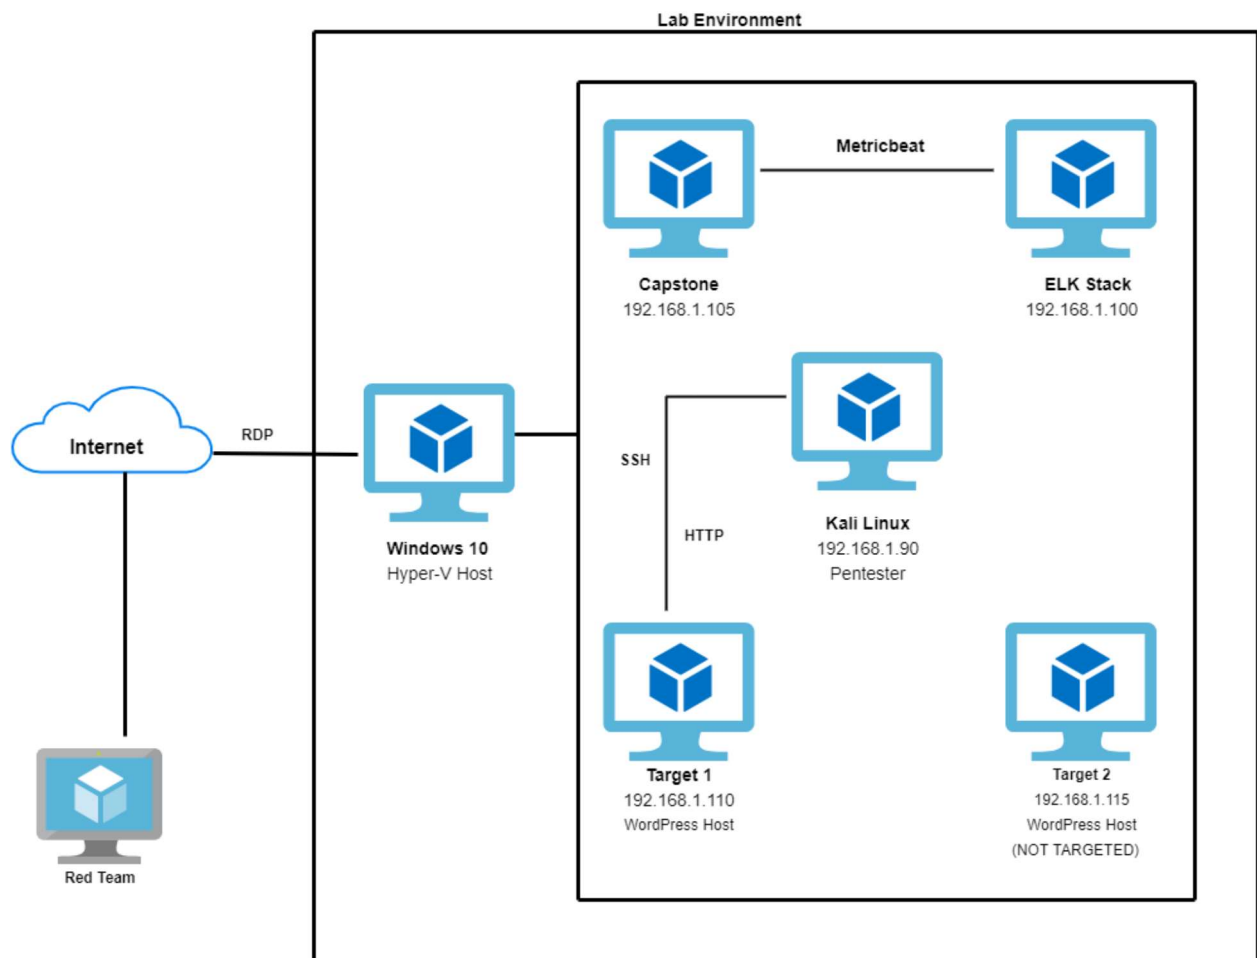 Lab Environment
Metricbeat
Capstone
192.168.1.105
ELK Stack
192.168.1.100
Internet
RDP
Windows 10
Hyper-V Host
SSH
HTTP
Kali Linux
192.168.1.90
Pentester
Target 1
192.168.1.110
WordPress Host
Target 2
192.168.1.115
WordPress Host
(NOT TARGETED)
Red Team